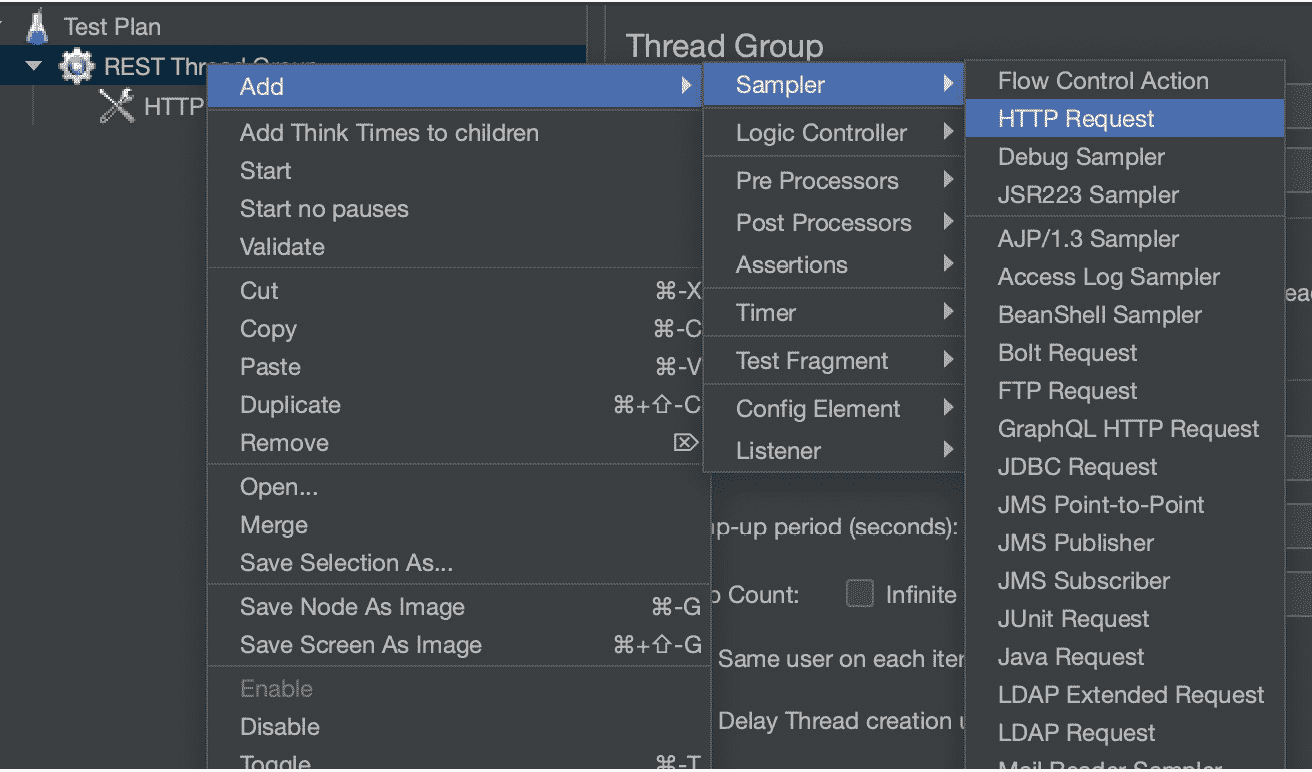 Test Plan
REST Thread Group
HTTP
Thread Group
Add
Add Think Times to children
Start
Start no pauses
Validate
Cut ⌘-X
Copy ⌘-C
Paste ⌘-V
Duplicate ⌘+⇧-C
Remove ⌦
Open...
Merge
Save Selection As...
Save Node As Image ⌘-G
Save Screen As Image ⌘+⇧-G
Enable
Disable
Toggle ⌘-T
Sampler
Logic Controller
Pre Processors
Post Processors
Assertions
Timer
Test Fragment
Config Element
Listener
p-up period (seconds):
Count: Infinite
Same user on each iter
Delay Thread creation
Flow Control Action
HTTP Request
Debug Sampler
JSR223 Sampler
AJP/1.3 Sampler
Access Log Sampler
BeanShell Sampler
Bolt Request
FTP Request
GraphQL HTTP Request
JDBC Request
JMS Point-to-Point
JMS Publisher
JMS Subscriber
JUnit Request
Java Request
LDAP Extended Request
LDAP Request
Mail Reader Sampler